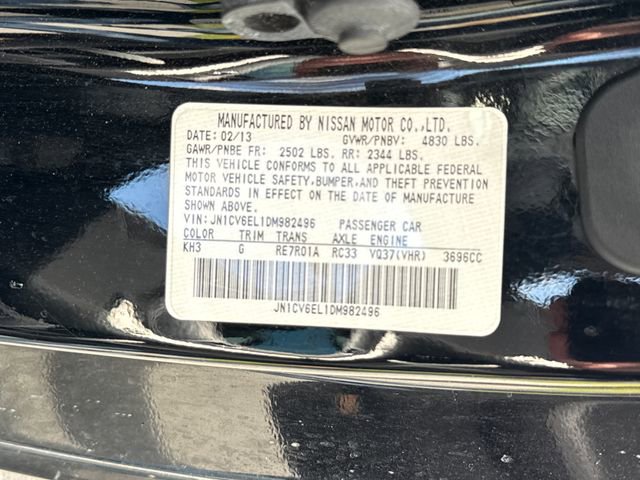 MANUFACTURED BY NISSAN MOTOR CO.,LTD.
DATE: 02/13 GVWR/PNBV: 4830 LBS.
GAWR/PNBE FR: 2502 LBS. RR: 2344 LBS.
THIS VEHICLE CONFORMS TO ALL APPLICABLE FEDERAL
MOTOR VEHICLE SAFETY,BUMPER,AND THEFT PREVENTION
STANDARDS IN EFFECT ON THE DATE OF MANUFACTURE
SHOWN ABOVE.
VIN: JN1CV6EL1DM982496 PASSENGER CAR
COLOR TRIM TRANS AXLE ENGINE
KH3 G RE7R01A RC33 VQ37(VHR) 3696CC
JN1CV6EL1DM982496